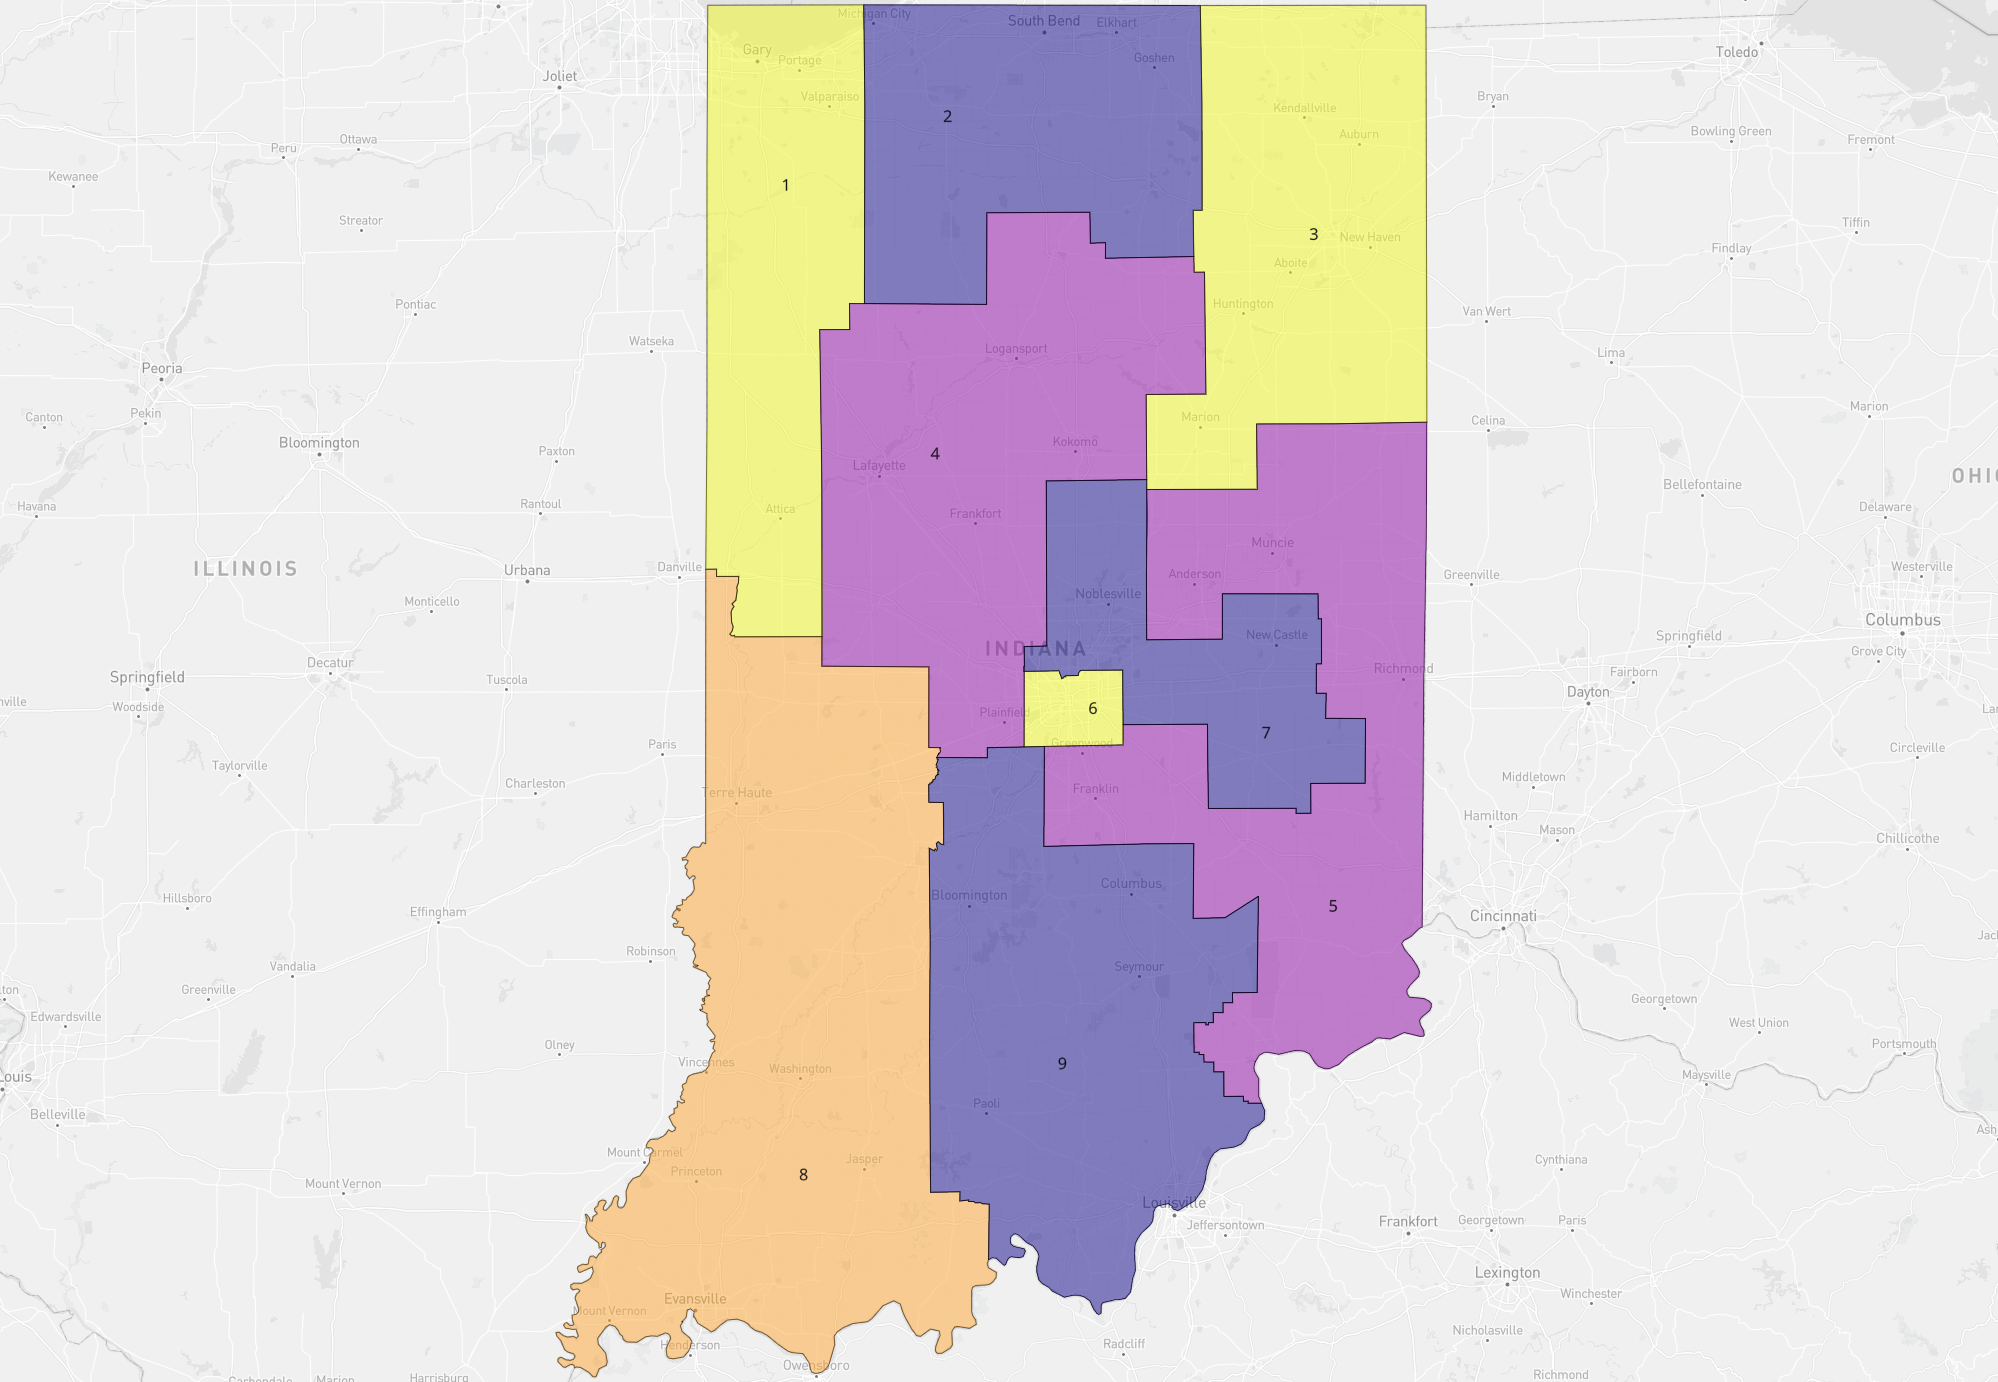 Michigan City
South Bend
Elkhart
Toledo
Gary
Portage
Goshen
Joliet
Valparaiso
Bryan
Kendallville
2
Bowling Green
Auburn
Fremont
Ottawa
Peru
Kewanee
1
Streator
Tiffin
3
New Haven
Findlay
Aboite
Pontiac
Huntington
Van Wert
Watseka
Logansport
Lima
Peoria
Marion
Pekin
Canton
Marion
Celina
Bloomington
Kokomo
4
Paxton
Lafayette
OHIO
Bellefontaine
Havana
Rantoul
Attica
Frankfort
Delaware
Muncie
ILLINOIS
Danville
Urbana
Anderson
Greenville
Westerville
Monticello
Noblesville
Columbus
New Castle
Springfield
INDIANA
Grove City
Decatur
Richmond
Springfield
Fairborn
Tuscola
Dayton
Woodside
Plainfield
6
7
Paris
Greenwood
Circleville
Taylorville
Charleston
Terre Haute
Franklin
Middletown
Hamilton
Mason
Chillicothe
Hillsboro
Bloomington
Columbus
Effingham
5
Cincinnati
Robinson
Vandalia
Seymour
Greenville
Georgetown
Edwardsville
West Union
Olney
Portsmouth
Louis
Vincennes
Washington
9
Maysville
Belleville
Paoli
Mount Carmel
Jasper
Cynthiana
Princeton
8
Mount Vernon
Louisville
Jeffersontown
Frankfort
Georgetown
Paris
Lexington
Winchester
Evansville
Mount Vernon
Nicholasville
Henderson
Radcliff
Owensboro
Richmond
Harrisburg
Carbondale
Marion